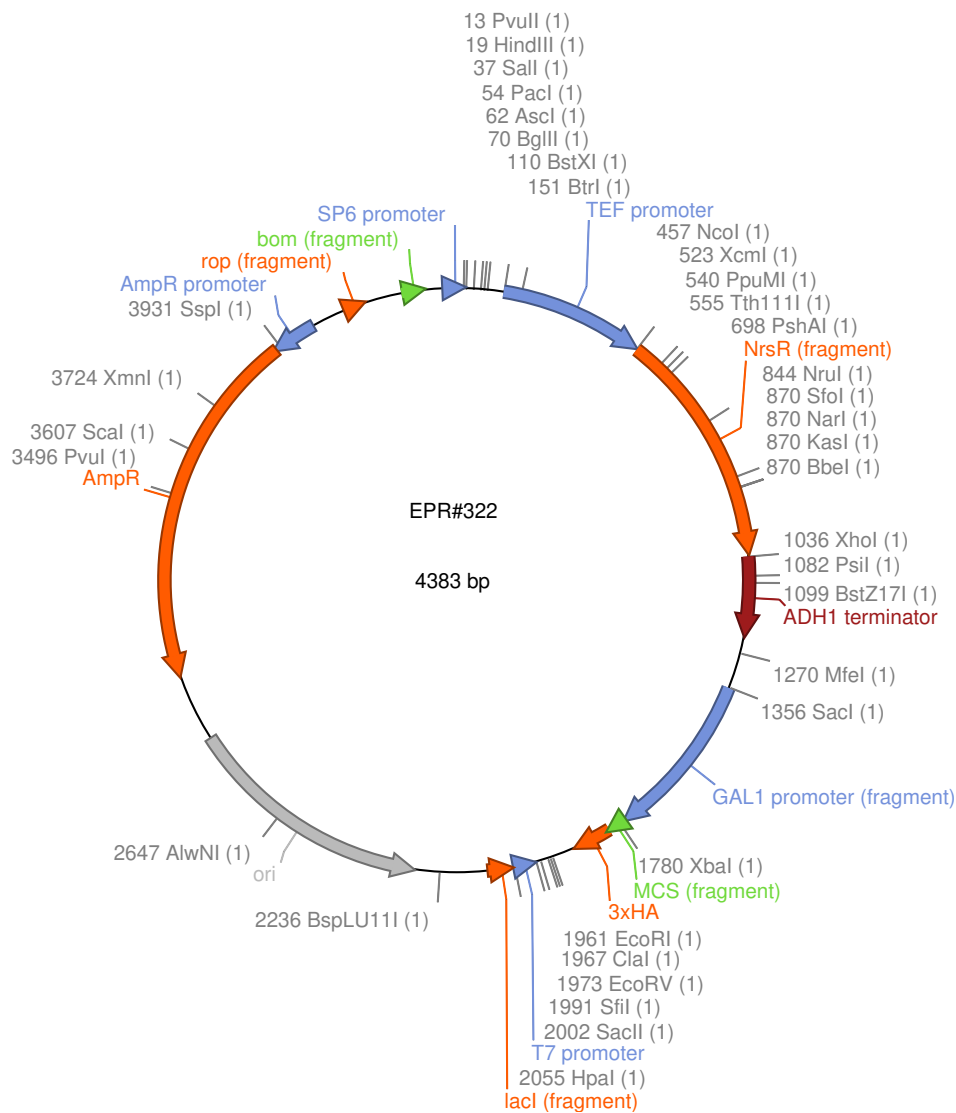 13 PvuII (1)
19 HindIII (1)
37 SalI (1)
54 PacI (1)
62 AscI (1)
70 BglII (1)
110 BstXI (1)
151 BtrI (1)
TEF promoter
457 NcoI (1)
523 XcmI (1)
540 PpuMI (1)
555 Tth111I (1)
698 PshAI (1)
NrsR (fragment)
844 NruI (1)
870 SfoI (1)
870 NarI (1)
870 KasI (1)
870 BbeI (1)
1036 XhoI (1)
1082 PsiI (1)
1099 BstZ17I (1)
ADH1 terminator
1270 MfeI (1)
1356 SacI (1)
GAL1 promoter (fragment)
1780 XbaI (1)
MCS (fragment)
3xHA
1961 EcoRI (1)
1967 ClaI (1)
1973 EcoRV (1)
1991 SfiI (1)
2002 SacII (1)
T7 promoter
2055 HpaI (1)
lacI (fragment)
2236 BspLU11I (1)
ori
2647 AlwNI (1)
AmpR
3496 PvuI (1)
3607 ScaI (1)
3724 XmnI (1)
3931 SspI (1)
AmpR promoter
rop (fragment)
bom (fragment)
SP6 promoter
EPR#322
4383 bp